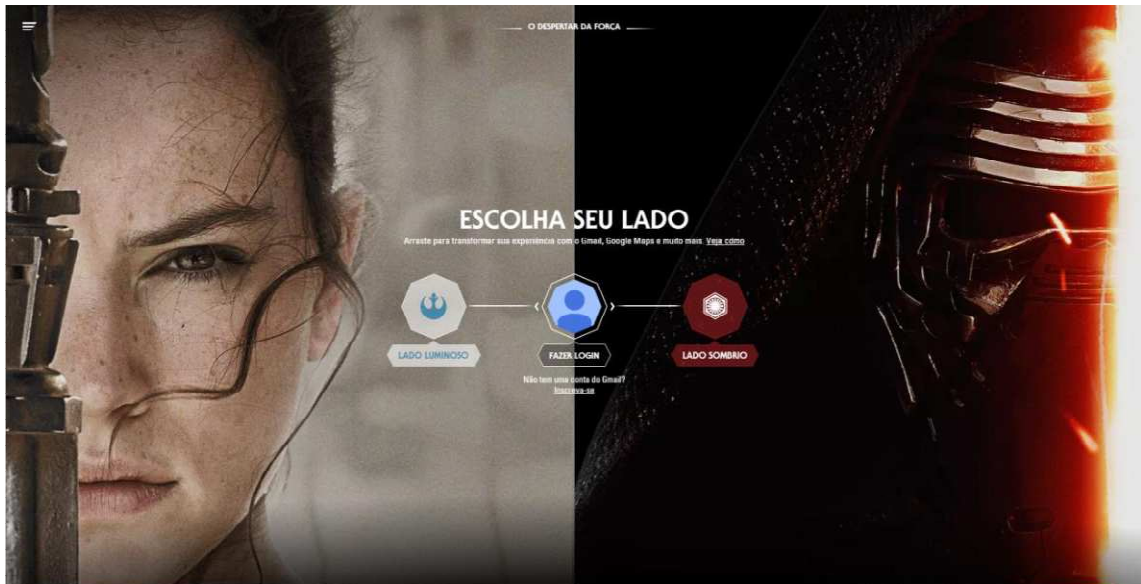 O DESPERTAR DA FORÇA
ESCOLHA SEU LADO
Arraste para transformar sua experiência com o Gmail, Google Maps e muito mais. Veja como
LADO LUMINOSO
FAZER LOGIN
LADO SOMBRIO
Não tem uma conta do Gmail?
Inscreva-se